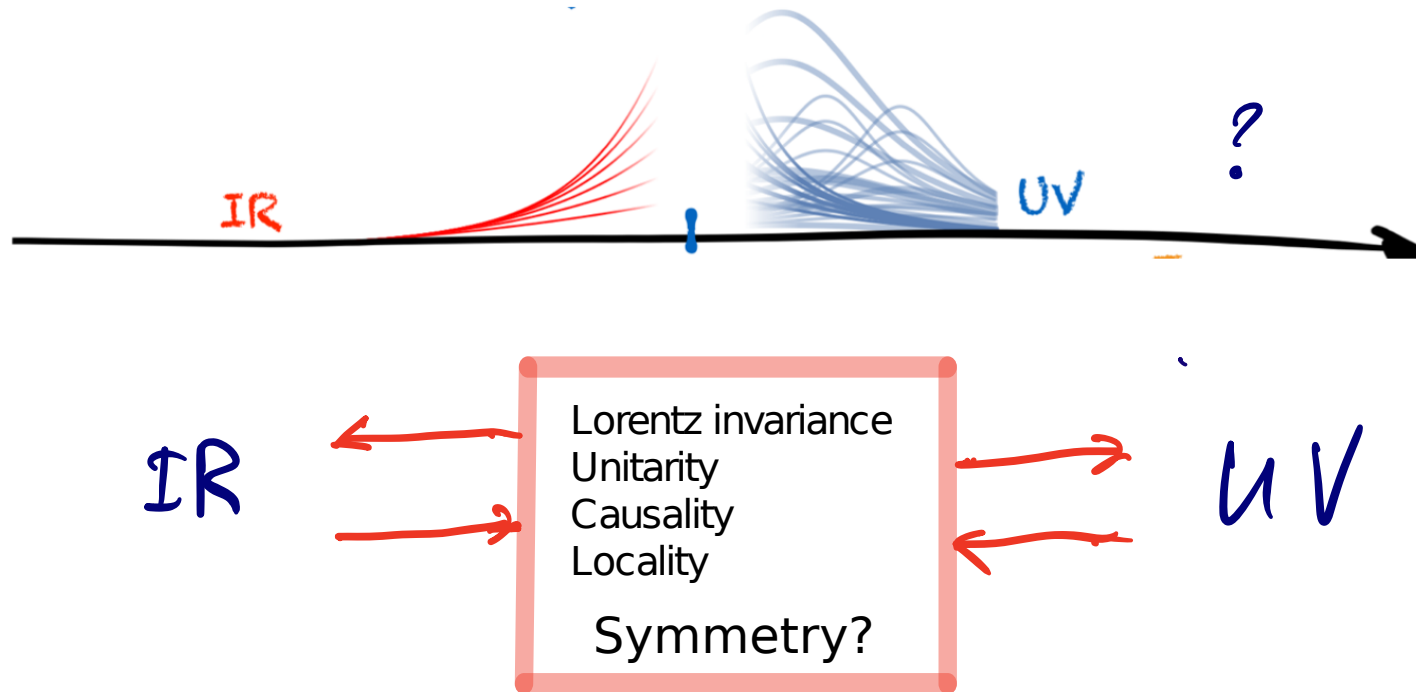 ?
IR
UV
Lorentz invariance
Unitarity
Causality
Locality
Symmetry?
IR
UV